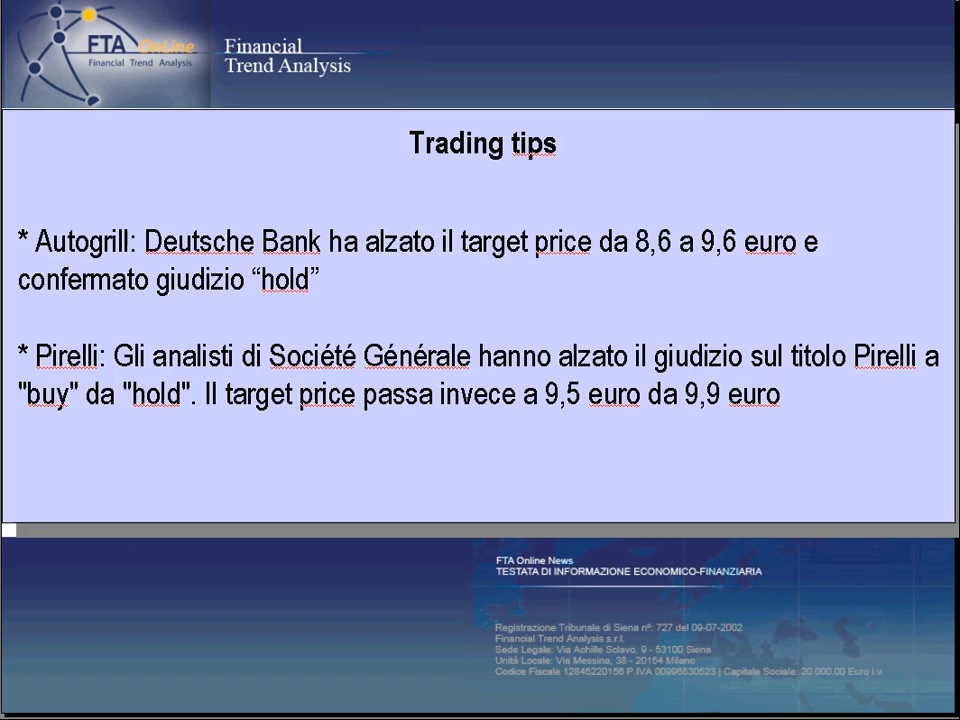 FTA OnLine
Financial Trend Analysis
Financial
Trend Analysis
Trading tips
* Autogrill: Deutsche Bank ha alzato il target price da 8,6 a 9,6 euro e
confermato giudizio “hold”
* Pirelli: Gli analisti di Société Générale hanno alzato il giudizio sul titolo Pirelli a
"buy" da "hold". Il target price passa invece a 9,5 euro da 9,9 euro
FTA Online News
TESTATA DI INFORMAZIONE ECONOMICO-FINANZIARIA
Registrazione Tribunale di Siena nº: 727 del 09-07-2002
Financial Trend Analysis s.r.l.
Sede Legale: Via Achille Sclavo, 9 - 53100 Siena
Unità Locale: Via Messina, 38 - 20154 Milano
Codice Fiscale 12845220156 P.IVA 00996530523 | Capitale Sociale: 20.000,00 Euro i.v.